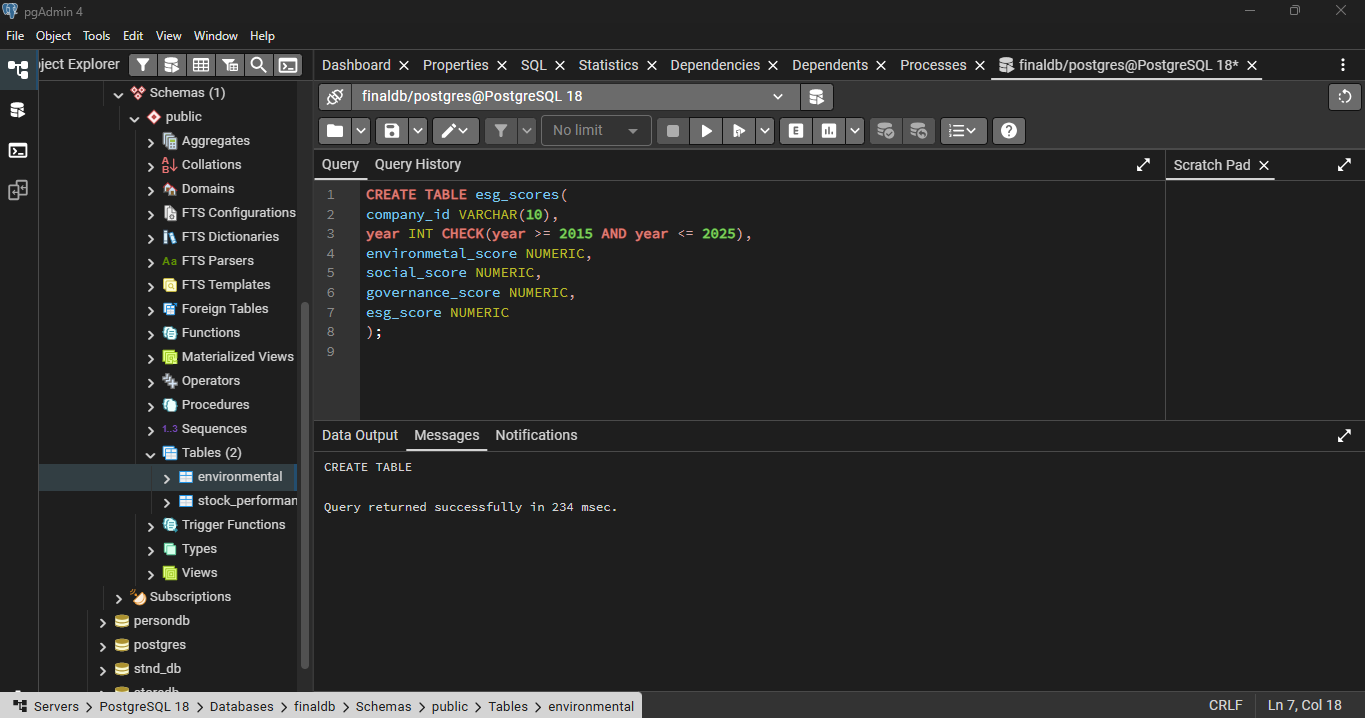 pgAdmin 4
File Object Tools Edit View Window Help
ject Explorer
Dashboard Properties SQL Statistics Dependencies Dependents Processes finaldb/postgres@PostgreSQL 18*
finaldb/postgres@PostgreSQL 18
No limit
E
Query Query History
Scratch Pad
Schemas (1)
public
Aggregates
Collations
Domains
FTS Configurations
FTS Dictionaries
Aa FTS Parsers
FTS Templates
Foreign Tables
Functions
Materialized Views
Operators
Procedures
1..3 Sequences
Tables (2)
environmental
stock_performan
Trigger Functions
Types
Views
Subscriptions
persondb
postgres
stnd_db
1 CREATE TABLE esg_scores(
2 company_id VARCHAR(10),
3 year INT CHECK(year >= 2015 AND year <= 2025),
4 environmetal_score NUMERIC,
5 social_score NUMERIC,
6 governance_score NUMERIC,
7 esg_score NUMERIC
8 );
9
Data Output Messages Notifications
CREATE TABLE
Query returned successfully in 234 msec.
Servers > PostgreSQL 18 > Databases > finaldb > Schemas > public > Tables > environmental
CRLF Ln 7, Col 18